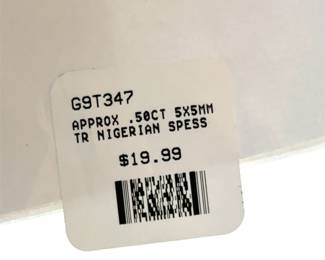 G9T347
APPROX .50CT 5X5MM
TR NIGERIAN SPESS
$19.99